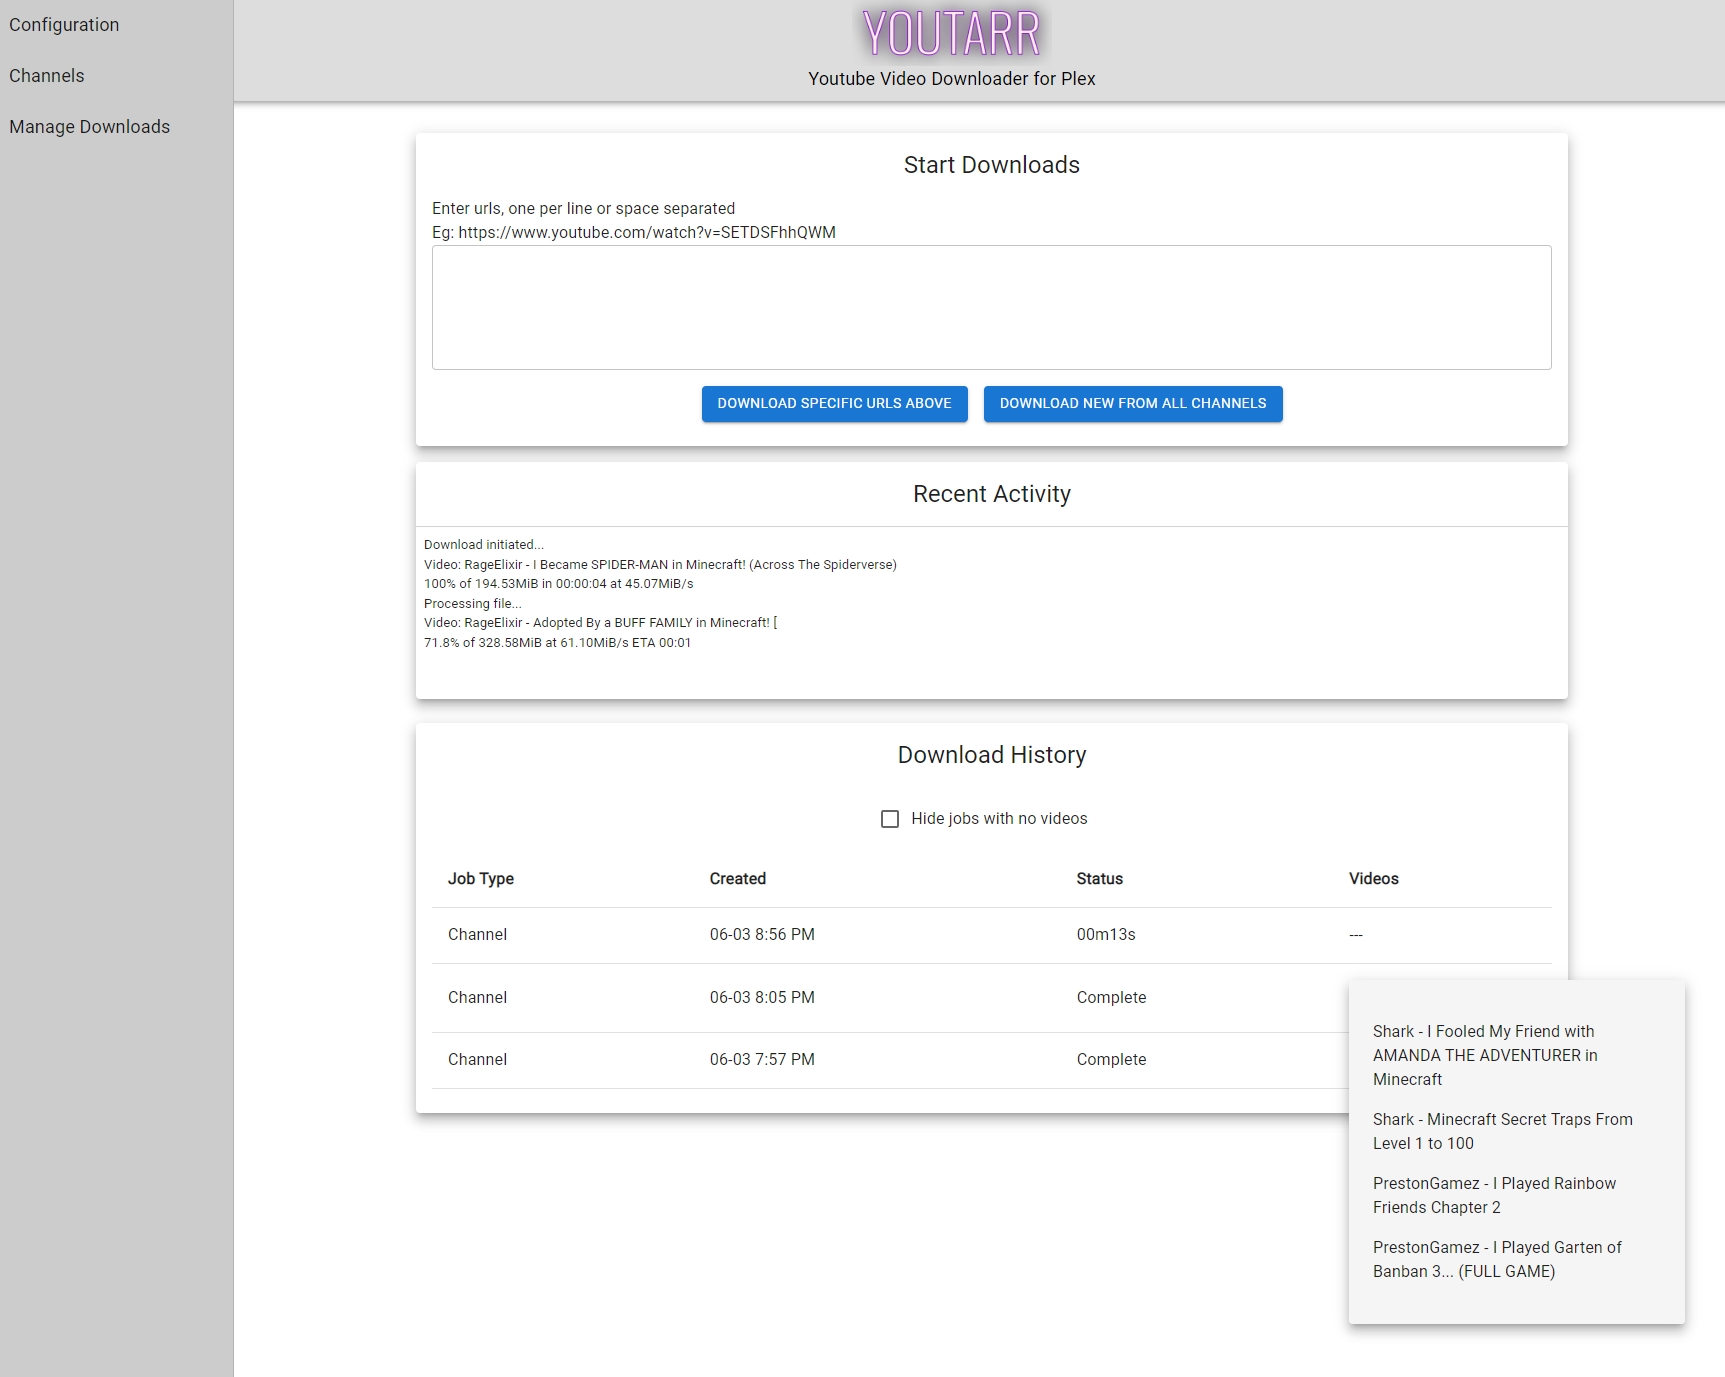 Configuration
Channels
Manage Downloads
YOUTARR
Youtube Video Downloader for Plex
Start Downloads
Enter urls, one per line or space separated
Eg: https://www.youtube.com/watch?v=SETDSFhhQWM
DOWNLOAD SPECIFIC URLS ABOVE
DOWNLOAD NEW FROM ALL CHANNELS
Recent Activity
Download initiated...
Video: RageElixir - I Became SPIDER-MAN in Minecraft! (Across The Spiderverse)
100% of 194.53MiB in 00:00:04 at 45.07MiB/s
Processing file...
Video: RageElixir - Adopted By a BUFF FAMILY in Minecraft! [
71.8% of 328.58MiB at 61.10MiB/s ETA 00:01
Download History
Hide jobs with no videos
Job Type Created Status Videos
Channel 06-03 8:56 PM 00m13s ---
Channel 06-03 8:05 PM Complete
Channel 06-03 7:57 PM Complete
Shark - I Fooled My Friend with
AMANDA THE ADVENTURER in
Minecraft
Shark - Minecraft Secret Traps From
Level 1 to 100
PrestonGamez - I Played Rainbow
Friends Chapter 2
PrestonGamez - I Played Garten of
Banban 3... (FULL GAME)